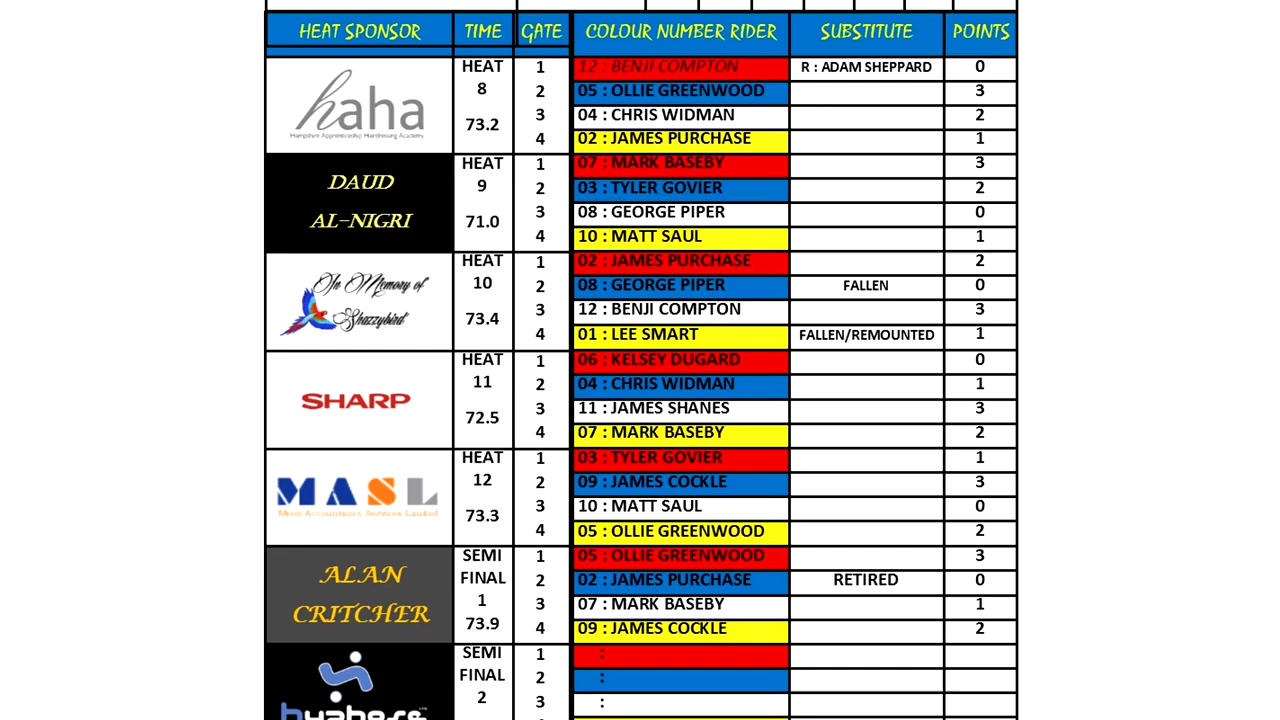 HEAT SPONSOR TIME GATE COLOUR NUMBER RIDER SUBSTITUTE POINTS
haha
Hampshire Apprenticeship Hairdressing Academy
HEAT 8 73.2
1 12 : BENJI COMPTON R : ADAM SHEPPARD 0
2 05 : OLLIE GREENWOOD 3
3 04 : CHRIS WIDMAN 2
4 02 : JAMES PURCHASE 1
DAUD
AL-NIGRI
HEAT 9 71.0
1 07 : MARK BASEBY 3
2 03 : TYLER GOVIER 2
3 08 : GEORGE PIPER 0
4 10 : MATT SAUL 1
In Memory of
Shazzybird
HEAT 10 73.4
1 02 : JAMES PURCHASE 2
2 08 : GEORGE PIPER FALLEN 0
3 12 : BENJI COMPTON 3
4 01 : LEE SMART FALLEN/REMOUNTED 1
SHARP
HEAT 11 72.5
1 06 : KELSEY DUGARD 0
2 04 : CHRIS WIDMAN 1
3 11 : JAMES SHANES 3
4 07 : MARK BASEBY 2
MASL
Meon Accountancy Services Limited
HEAT 12 73.3
1 03 : TYLER GOVIER 1
2 09 : JAMES COCKLE 3
3 10 : MATT SAUL 0
4 05 : OLLIE GREENWOOD 2
ALAN
CRITCHER
SEMI FINAL 1 73.9
1 05 : OLLIE GREENWOOD 3
2 02 : JAMES PURCHASE RETIRED 0
3 07 : MARK BASEBY 1
4 09 : JAMES COCKLE 2
SEMI FINAL 2
1 :
2 :
3 :